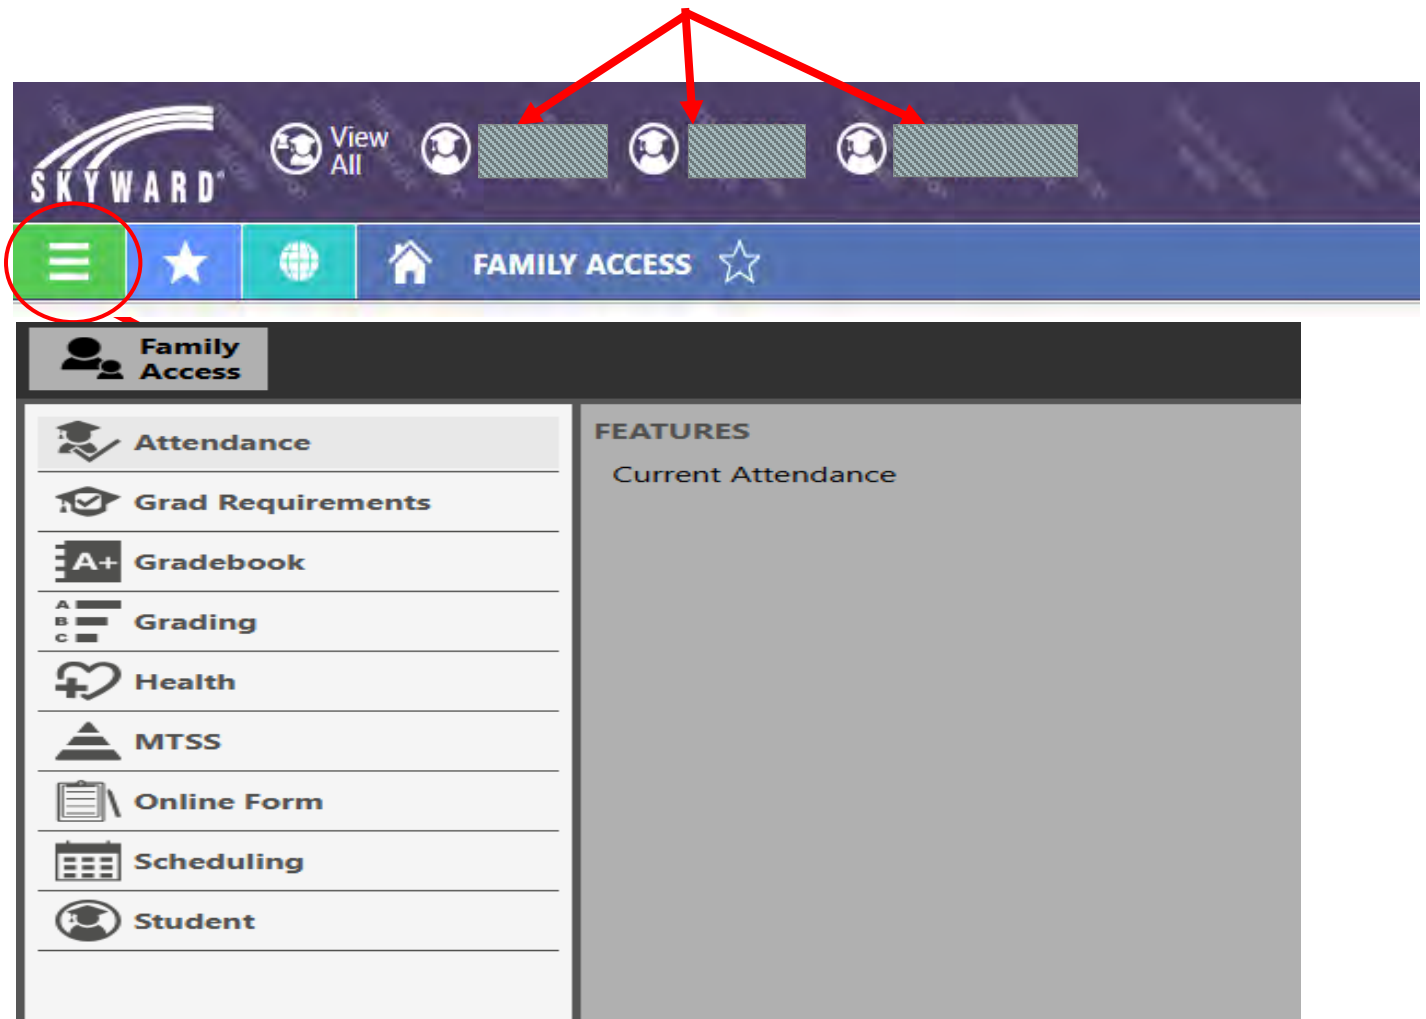 SKYWARD®
View
All
FAMILY ACCESS
Family
Access
Attendance
Grad Requirements
A+ Gradebook
A
B
C
Grading
Health
MTSS
Online Form
Scheduling
Student
FEATURES
Current Attendance